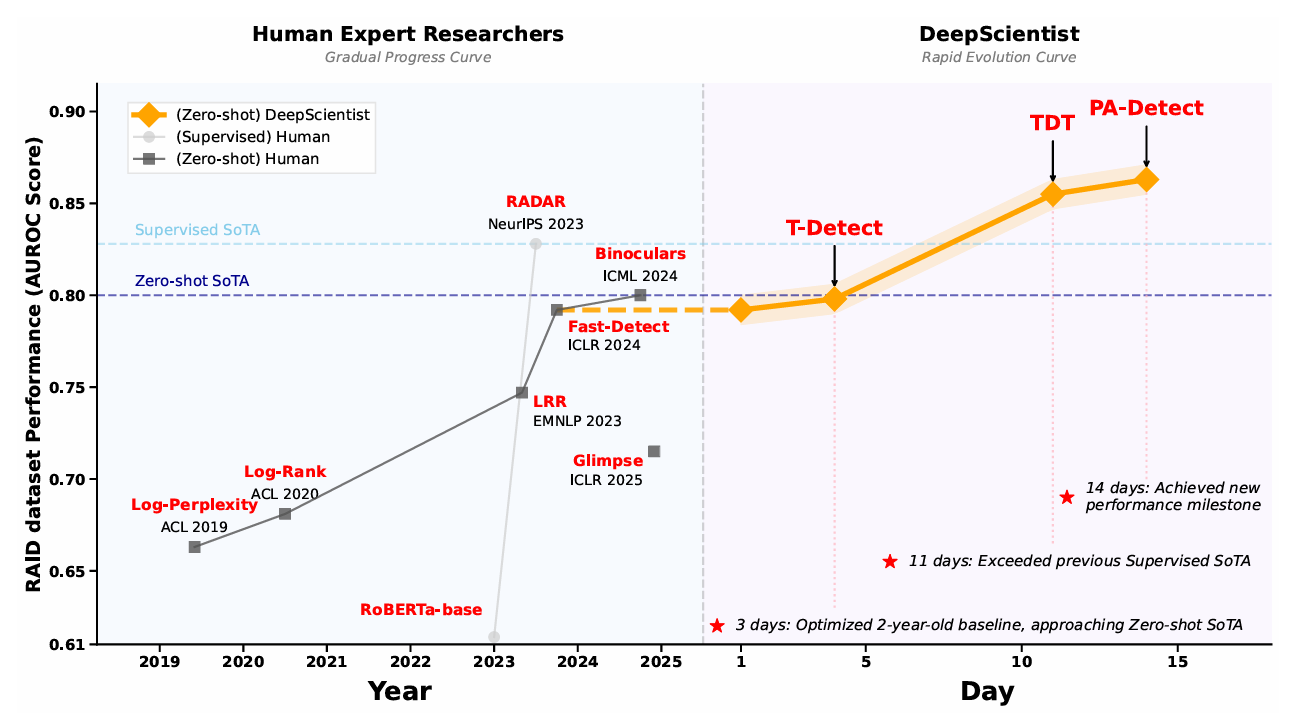 Human Expert Researchers
Gradual Progress Curve
DeepScientist
Rapid Evolution Curve
RAID dataset Performance (AUROC Score)
0.90
0.85
0.80
0.75
0.70
0.65
0.61
(Zero-shot) DeepScientist
(Supervised) Human
(Zero-shot) Human
Supervised SoTA
Zero-shot SoTA
Log-Perplexity
ACL 2019
Log-Rank
ACL 2020
RoBERTa-base
RADAR
NeurIPS 2023
LRR
EMNLP 2023
Fast-Detect
ICLR 2024
Binoculars
ICML 2024
Glimpse
ICLR 2025
T-Detect
TDT
PA-Detect
14 days: Achieved new
performance milestone
11 days: Exceeded previous Supervised SoTA
3 days: Optimized 2-year-old baseline, approaching Zero-shot SoTA
2019 2020 2021 2022 2023 2024 2025
1 5 10 15
Year
Day